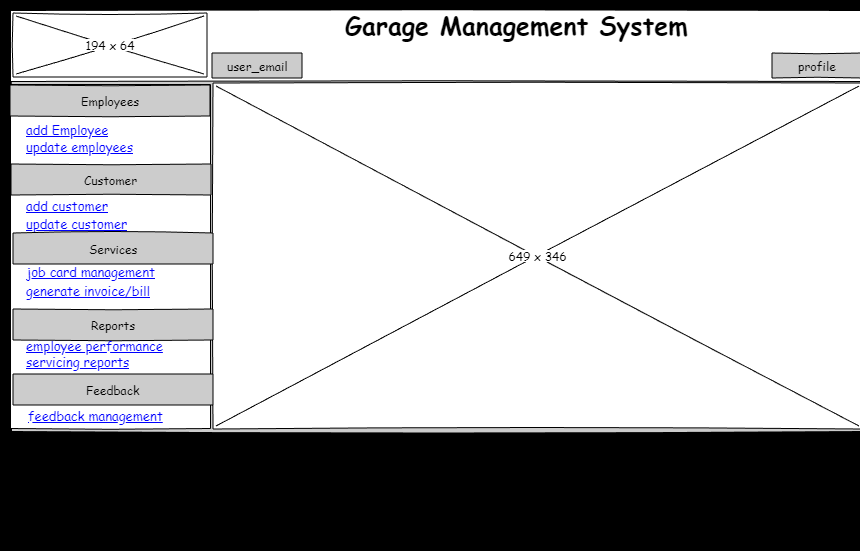 Garage Management System
194 x 64
user_email
profile
Employees
add Employee
update employees
Customer
add customer
update customer
Services
job card management
generate invoice/bill
Reports
employee performance
servicing reports
Feedback
feedback management
649 x 346